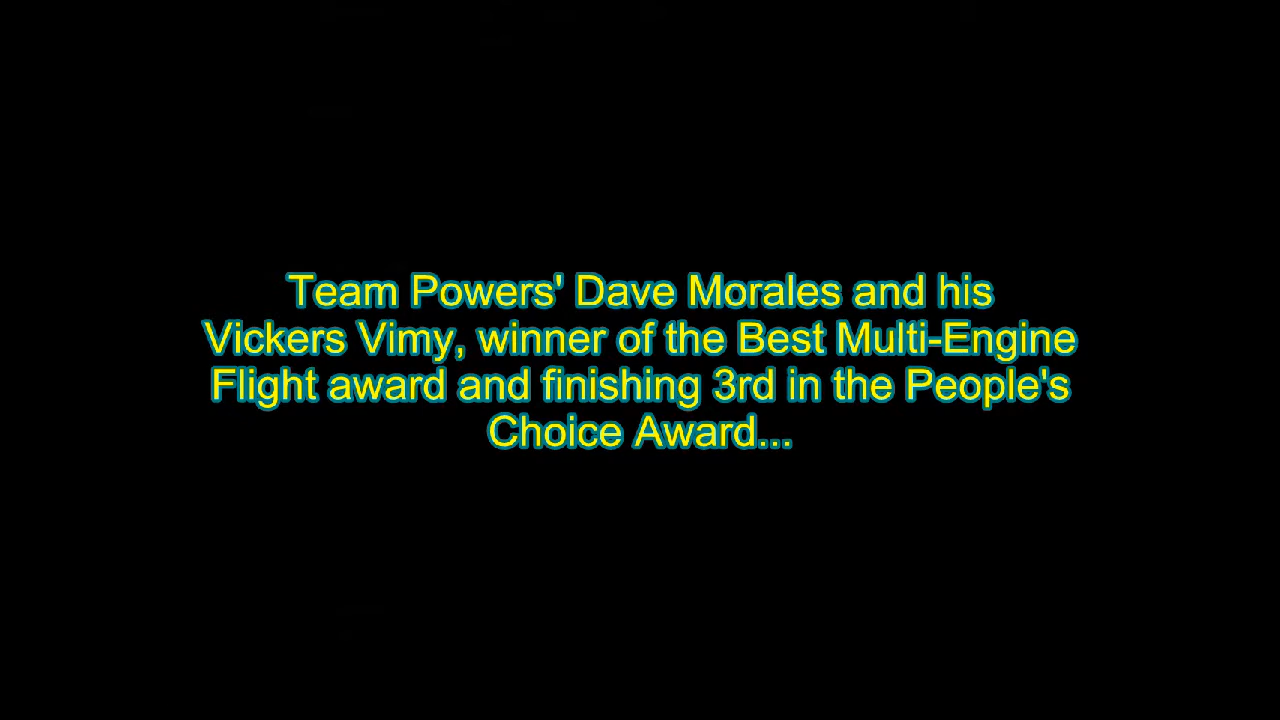 Team Powers' Dave Morales and his
Vickers Vimy, winner of the Best Multi-Engine
Flight award and finishing 3rd in the People's
Choice Award...